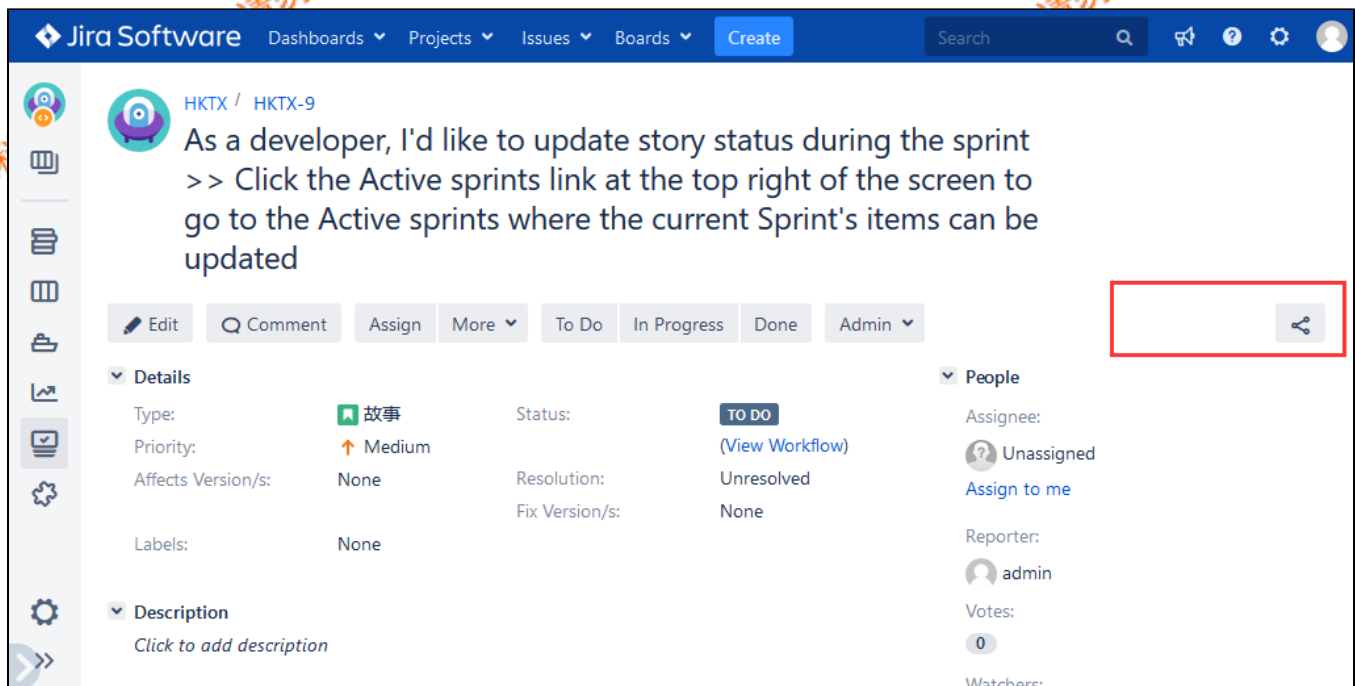 Jira Software Dashboards Projects Issues Boards Create Search
HKTX / HKTX-9
As a developer, I'd like to update story status during the sprint
>> Click the Active sprints link at the top right of the screen to
go to the Active sprints where the current Sprint's items can be
updated
Edit Comment Assign More To Do In Progress Done Admin
Details
Type: 故事
Priority: Medium
Affects Version/s: None
Labels: None
Status: TO DO
(View Workflow)
Resolution: Unresolved
Fix Version/s: None
Description
Click to add description
People
Assignee:
Unassigned
Assign to me
Reporter:
admin
Votes:
0
Watchers: